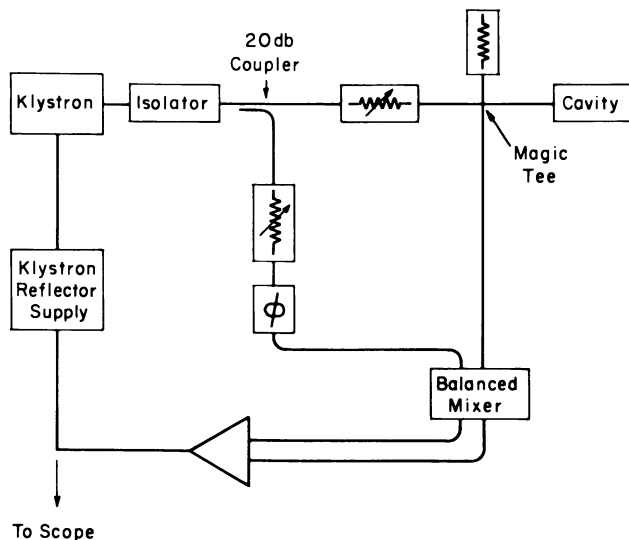 20db
Coupler
Klystron
Isolator
Cavity
Magic
Tee
Klystron
Reflector
Supply
ϕ
Balanced
Mixer
To Scope